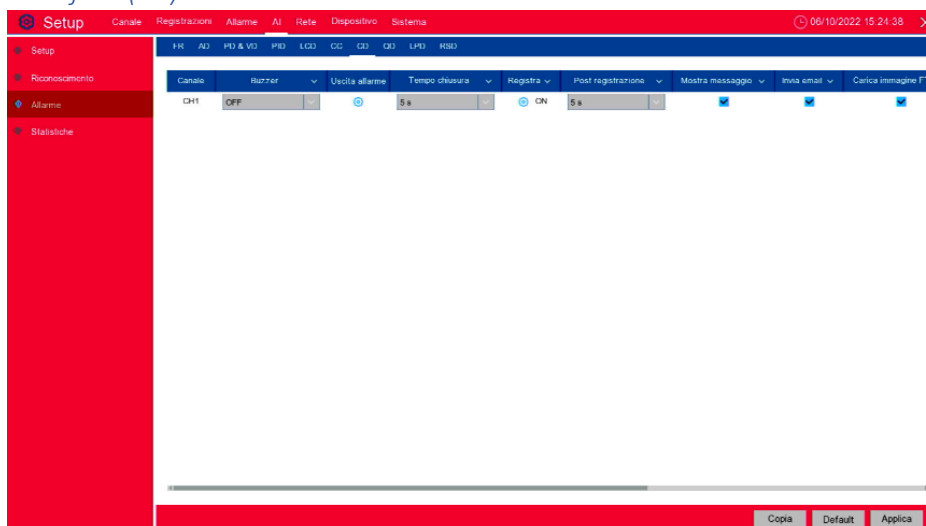 Setup Canale Registrazioni Allarme AI Rete Dispositivo Sistema 06/10/2022 15:24:38
Setup
Riconoscimento
Allarme
Statistiche
FR AD PD & VD PID LCD CC CD QD LPD RSD
Canale Buzzer Uscita allarme Tempo chiusura Registra Post registrazione Mostra messaggio Invia email Carica immagine
CH1 OFF 5 s ON 5 s
Copia Default Applica